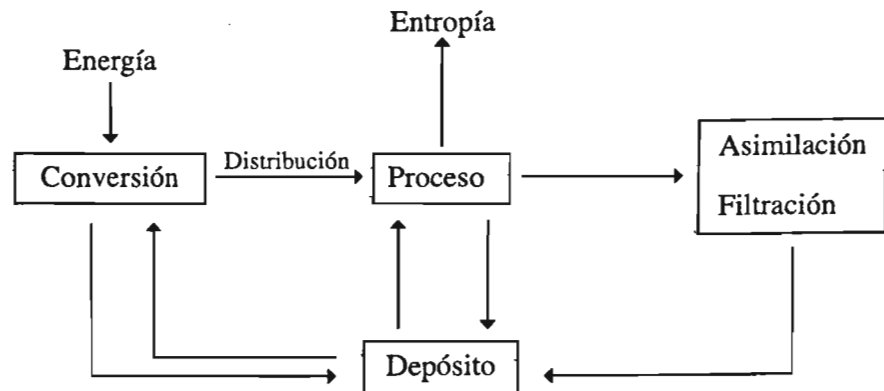 Entropía
Energía
Conversión
Distribución
Proceso
Asimilación
Filtración
Depósito